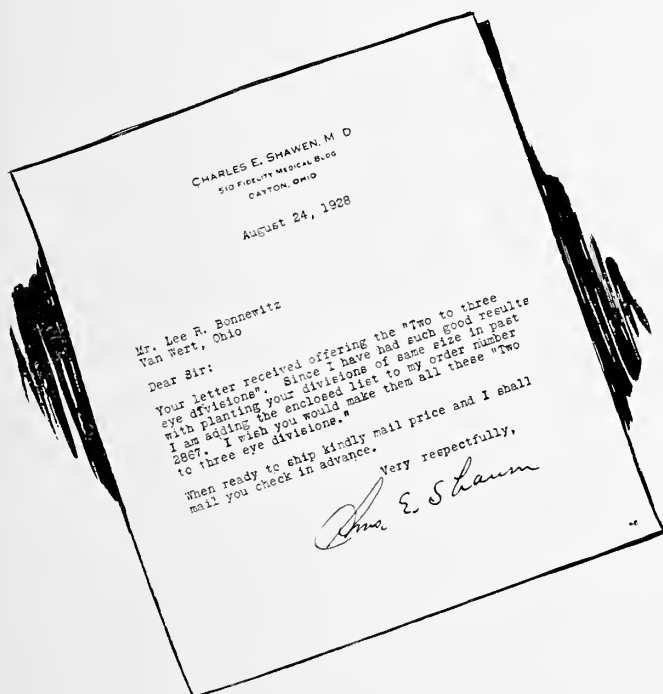 CHARLES E. SHAWEN, M D
510 FIDELITY MEDICAL BLDG
DAYTON, OHIO
August 24, 1928
Mr. Lee R. Bonnewitz
Van Wert, Ohio
Dear Sir:
Your letter received offering the "Two to three
eye divisions". Since I have had such good results
with planting your divisions of same size in past
I am adding the enclosed list to my order number
2867. I wish you would make them all these "Two
to three eye divisions."
When ready to ship kindly mail price and I shall
mail you check in advance.
Very respectfully,
Chas. E. Shawen